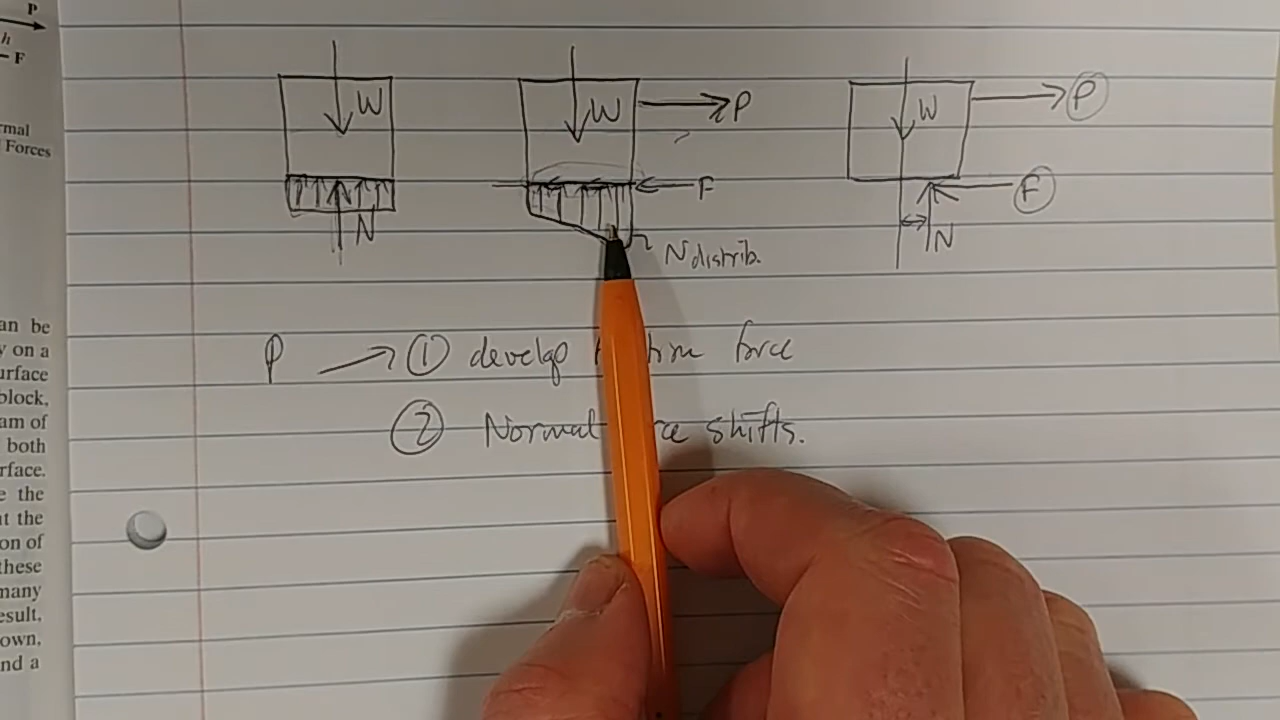 P
h
F
rmal
Forces
W
N
W
P
F
N distrib.
W
P
F
N
P → ① develop force
② Normal shifts.
an be
y on a
urface
block,
am of
both
rface.
e the
at the
on of
these
many
esult,
own,
nd a